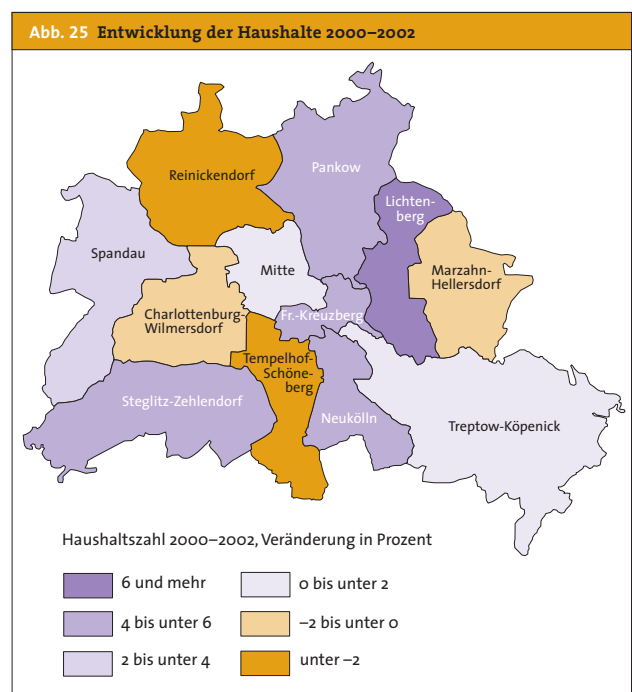 Abb. 25 Entwicklung der Haushalte 2000–2002
Reinickendorf
Pankow
Lichten-
berg
Spandau
Mitte
Marzahn-
Hellersdorf
Charlottenburg-
Wilmersdorf
Fr.-Kreuzberg
Tempelhof-
Schöne-
berg
Steglitz-Zehlendorf
Neukölln
Treptow-Köpenick
Haushaltszahl 2000–2002, Veränderung in Prozent
6 und mehr
4 bis unter 6
2 bis unter 4
0 bis unter 2
–2 bis unter 0
unter –2